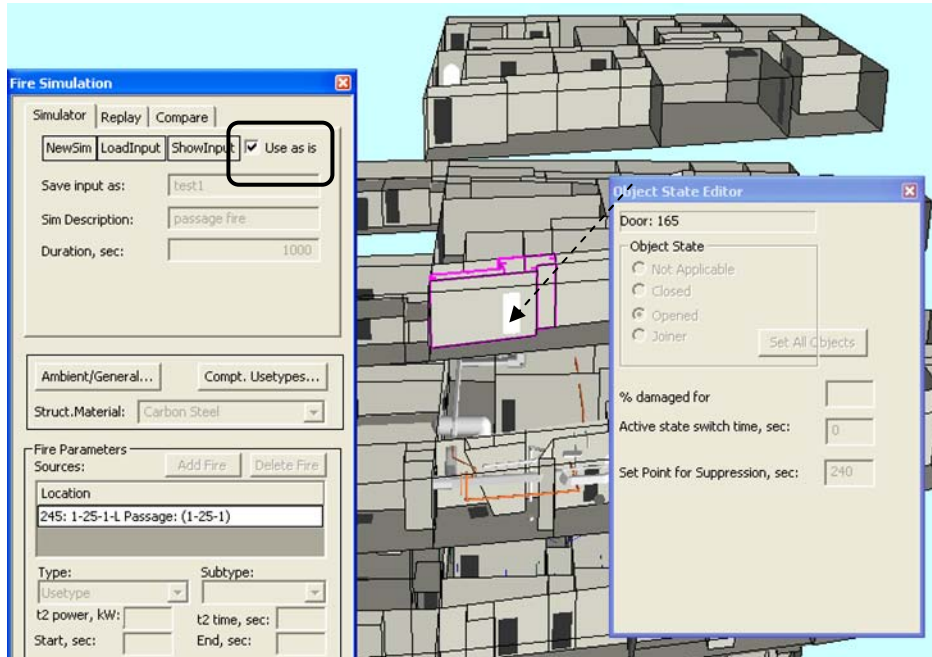 Fire Simulation
Simulator Replay Compare
NewSim LoadInput ShowInput Use as is
Save input as: test1
Sim Description: passage fire
Duration, sec: 1000
Ambient/General... Compt. Usetypes...
Struct.Material: Carbon Steel
Fire Parameters
Sources: Add Fire Delete Fire
Location
245: 1-25-1-L Passage: (1-25-1)
Type: Subtype:
Usetype
t2 power, kW: t2 time, sec:
Start, sec: End, sec:
Object State Editor
Door: 165
Object State
Not Applicable
Closed
Opened
Joiner Set All Objects
% damaged for
Active state switch time, sec: 0
Set Point for Suppression, sec: 240